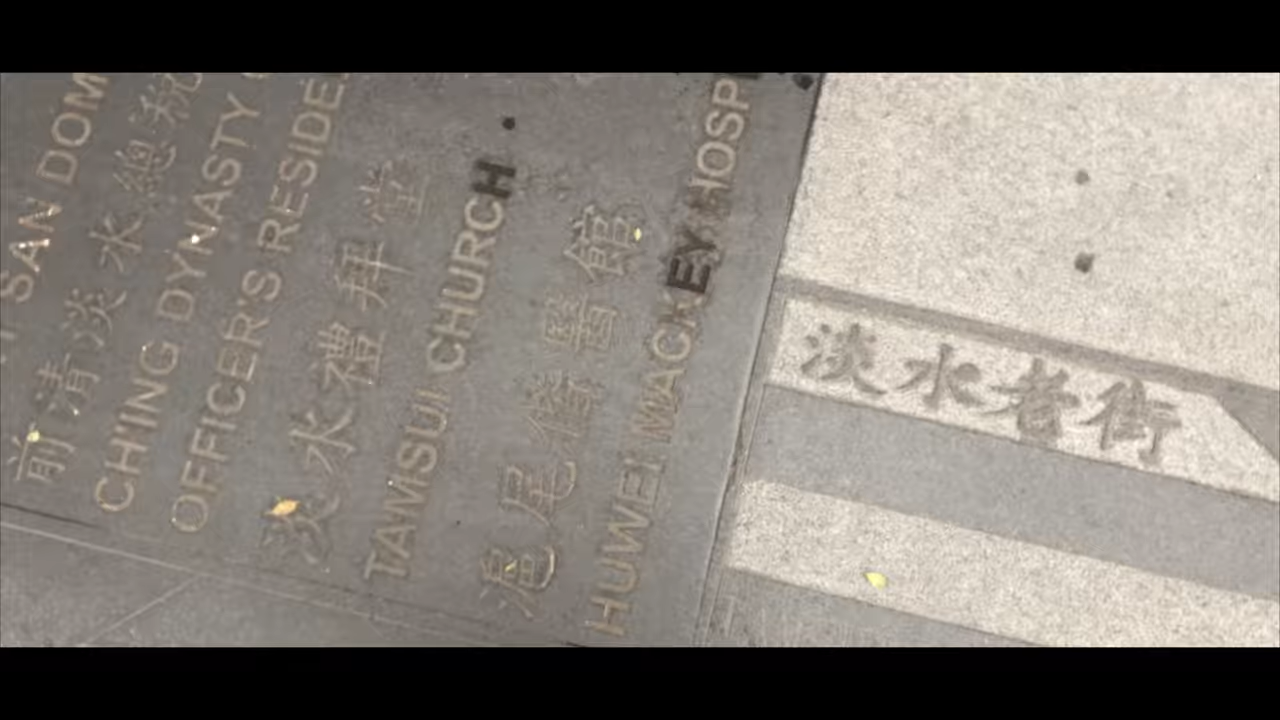 SAN DOM
前清淡水總稅
CH'ING DYNASTY
OFFICER'S RESIDE
淡水禮拜堂
TAMSUI CHURCH
滬尾偕醫館
HUWEI MACKEY HOSPI
淡水老街